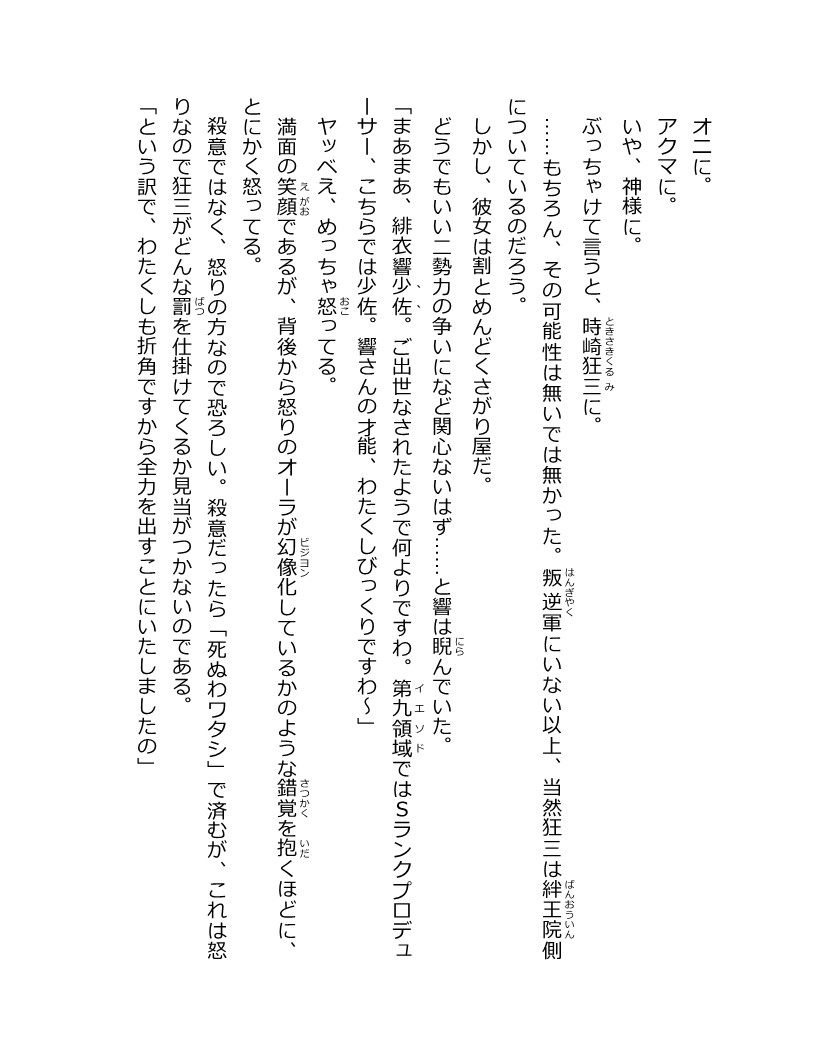 オニに。
アクマに。
いや、神様に。
ぶっちゃけて言うと、時崎狂三に。
……もちろん、その可能性は無いでは無かった。叛逆軍にいない以上、当然狂三は絆王院側
についているのだろう。
しかし、彼女は割とめんどくさがり屋だ。
どうでもいい二勢力の争いになど関心ないはず……と響は睨んでいた。
「まあまあ、緋衣響少佐。ご出世なされたようで何よりですわ。第九領域ではSランクプロデュ
ーサー、こちらでは少佐。響さんの才能、わたくしびっくりですわ～」
ヤッベえ、めっちゃ怒ってる。
満面の笑顔であるが、背後から怒りのオーラが幻像化しているかのような錯覚を抱くほどに、
とにかく怒ってる。
殺意ではなく、怒りの方なので恐ろしい。殺意だったら「死ぬわワタシ」で済むが、これは怒
りなので狂三がどんな罰を仕掛けてくるか見当がつかないのである。
「という訳で、わたくしも折角ですから全力を出すことにいたしましたの」